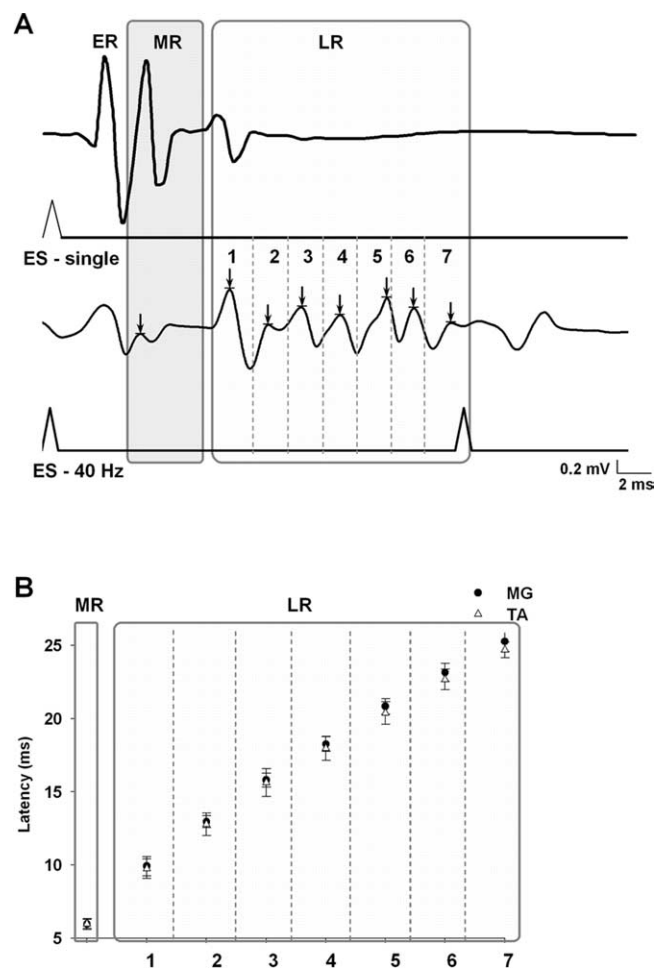 A
ER MR LR
ES - single
1 2 3 4 5 6 7
ES - 40 Hz
0.2 mV
2 ms
B
MR LR
MG
TA
Latency (ms)
25
20
15
10
5
1 2 3 4 5 6 7